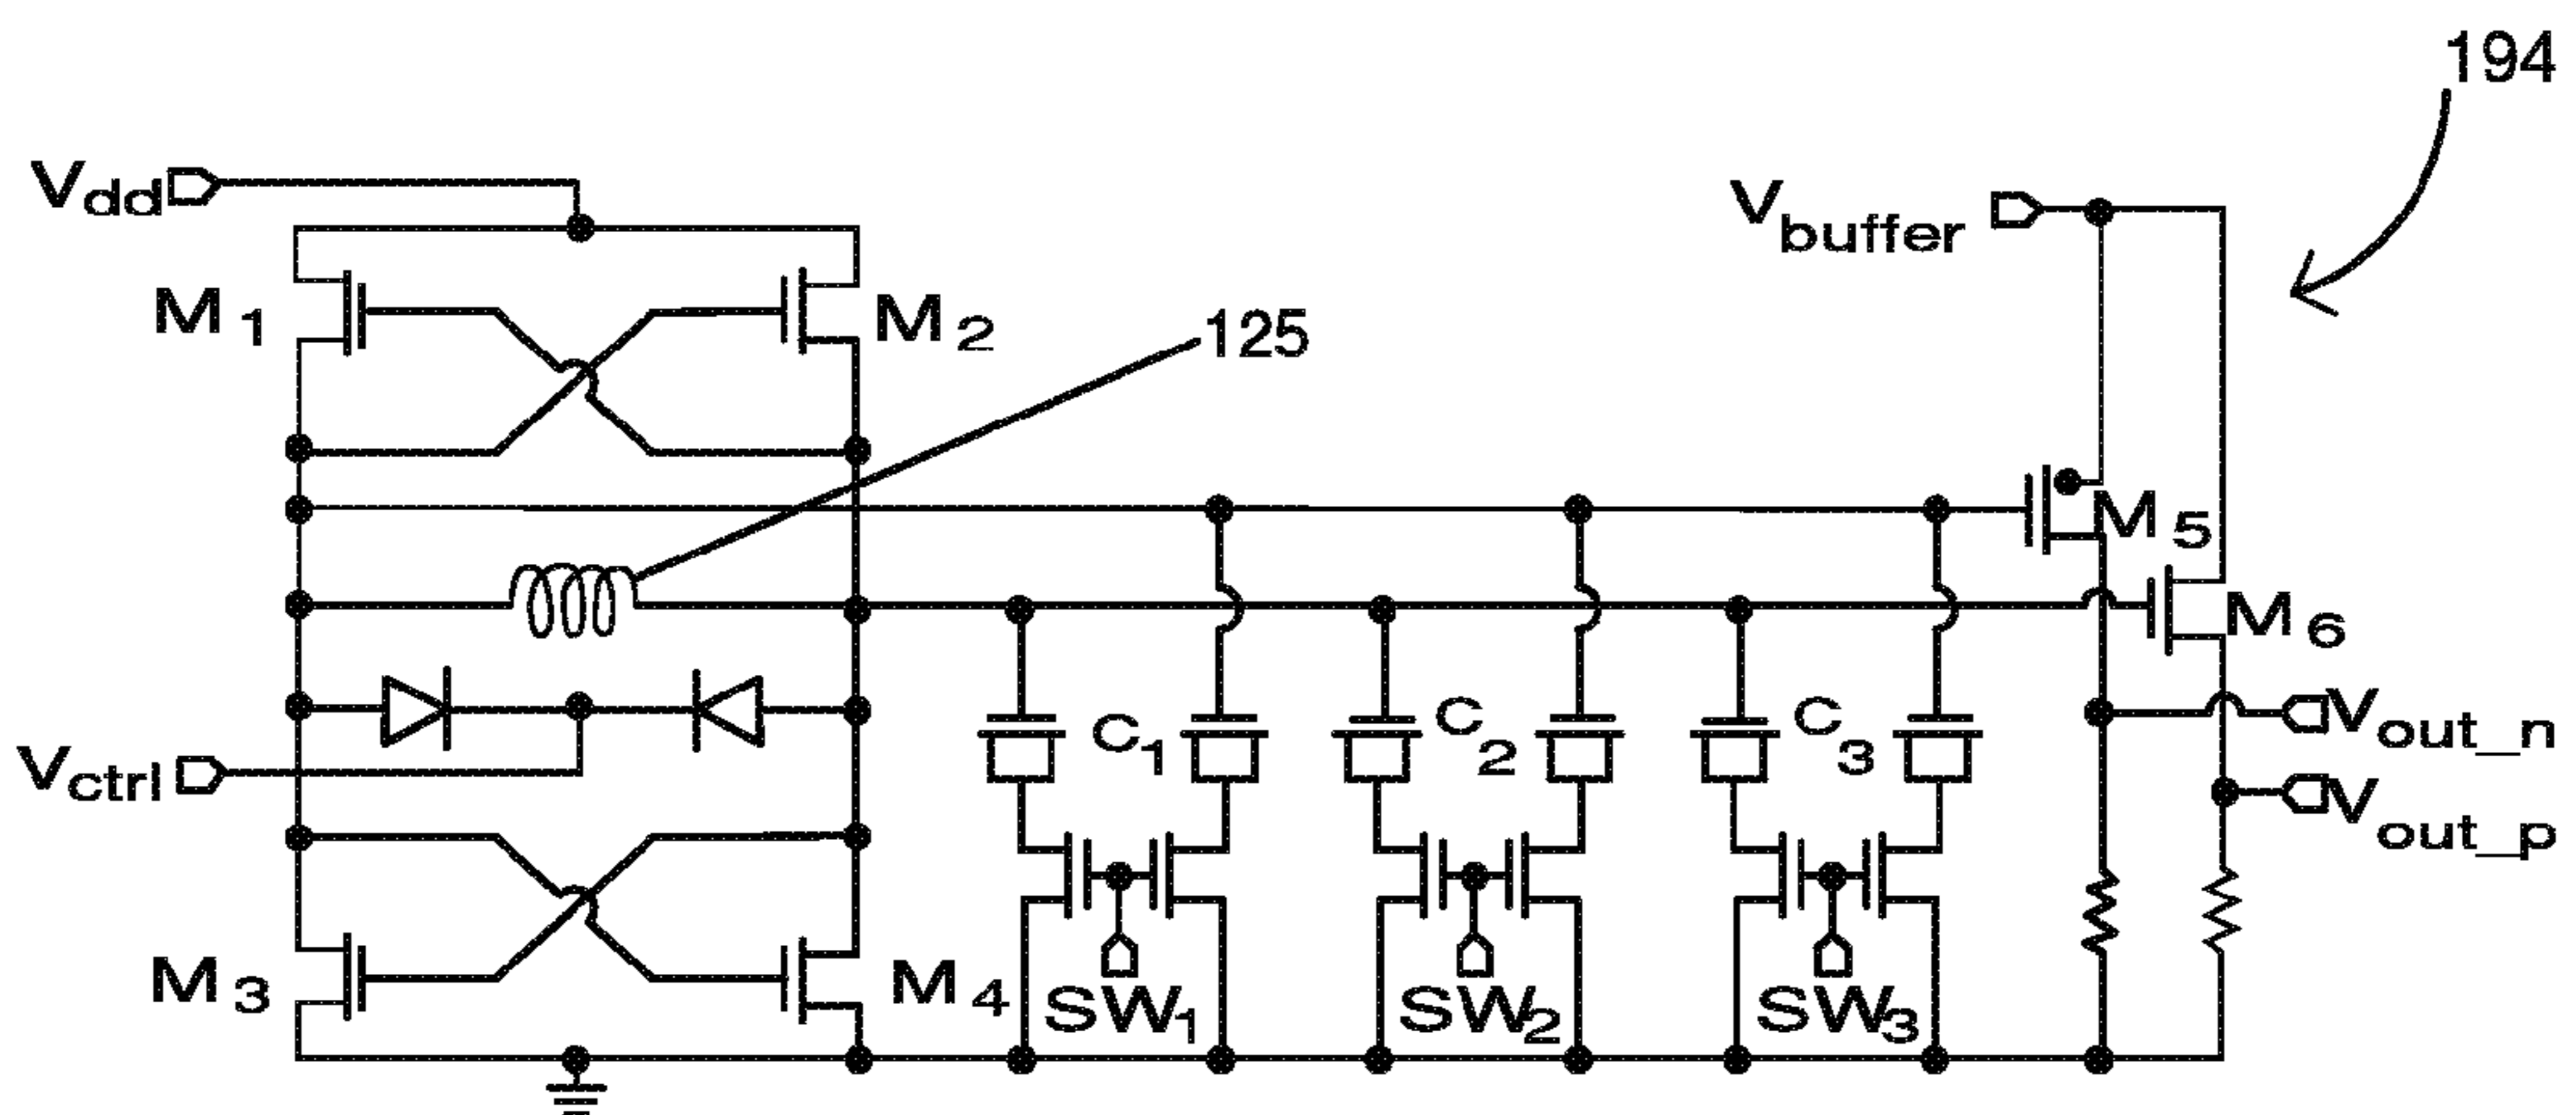 194
Vdd
Vbuffer
M1
M2
125
M5
M6
C1
C2
C3
Vout_n
Vctrl
Vout_p
M3
M4
SW1
SW2
SW3